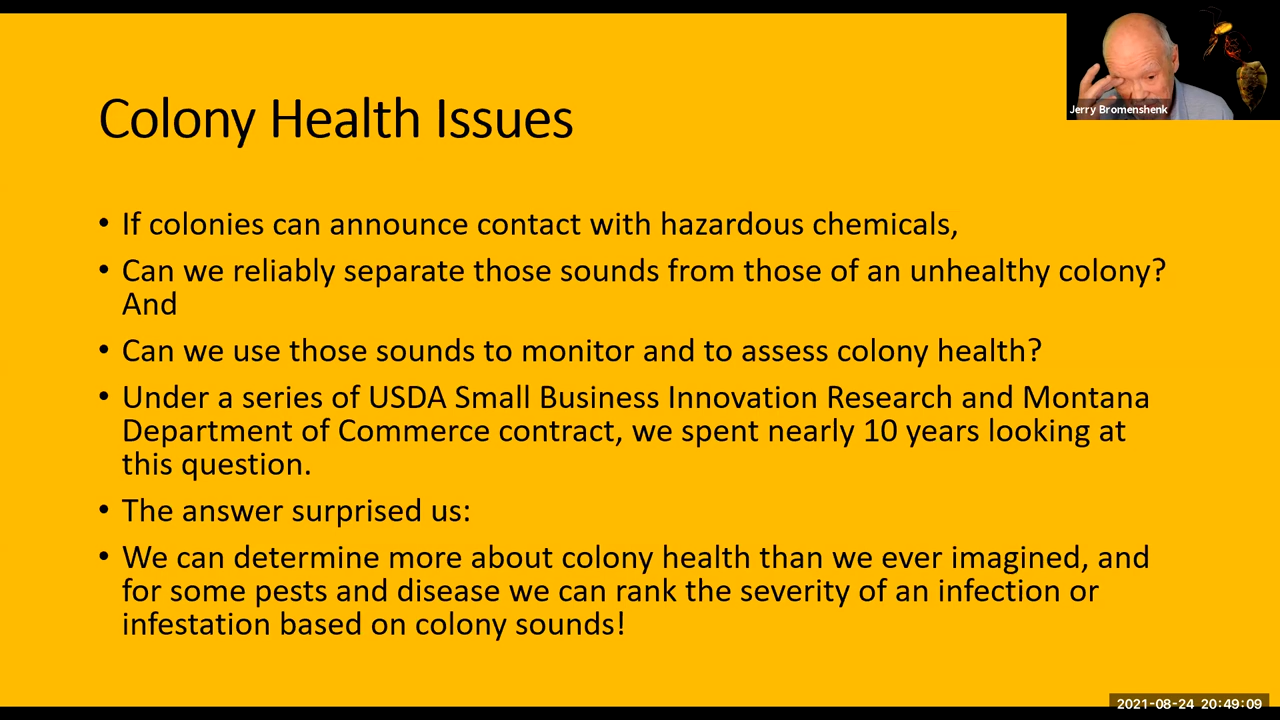 Jerry Bromenshenk
Colony Health Issues
• If colonies can announce contact with hazardous chemicals,
• Can we reliably separate those sounds from those of an unhealthy colony?
And
• Can we use those sounds to monitor and to assess colony health?
• Under a series of USDA Small Business Innovation Research and Montana
Department of Commerce contract, we spent nearly 10 years looking at
this question.
• The answer surprised us:
• We can determine more about colony health than we ever imagined, and
for some pests and disease we can rank the severity of an infection or
infestation based on colony sounds!
2021-08-24 20:49:09